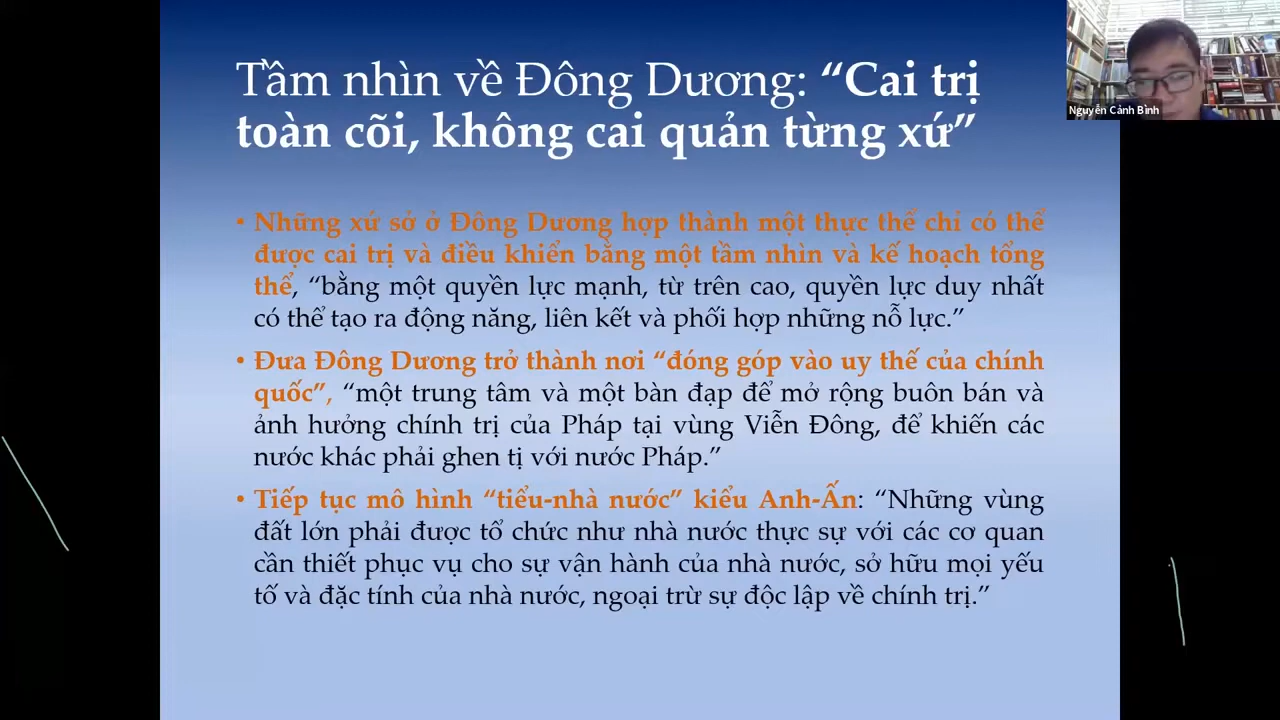 Tầm nhìn về Đông Dương: “Cai trị
toàn cõi, không cai quản từng xứ”
Nguyễn Cảnh Bình
• Những xứ sở ở Đông Dương hợp thành một thực thể chỉ có thể
được cai trị và điều khiển bằng một tầm nhìn và kế hoạch tổng
thể, “bằng một quyền lực mạnh, từ trên cao, quyền lực duy nhất
có thể tạo ra động năng, liên kết và phối hợp những nỗ lực.”
• Đưa Đông Dương trở thành nơi “đóng góp vào uy thế của chính
quốc”, “một trung tâm và một bàn đạp để mở rộng buôn bán và
ảnh hưởng chính trị của Pháp tại vùng Viễn Đông, để khiến các
nước khác phải ghen tị với nước Pháp.”
• Tiếp tục mô hình “tiểu-nhà nước” kiểu Anh-Ấn: “Những vùng
đất lớn phải được tổ chức như nhà nước thực sự với các cơ quan
cần thiết phục vụ cho sự vận hành của nhà nước, sở hữu mọi yếu
tố và đặc tính của nhà nước, ngoại trừ sự độc lập về chính trị.”